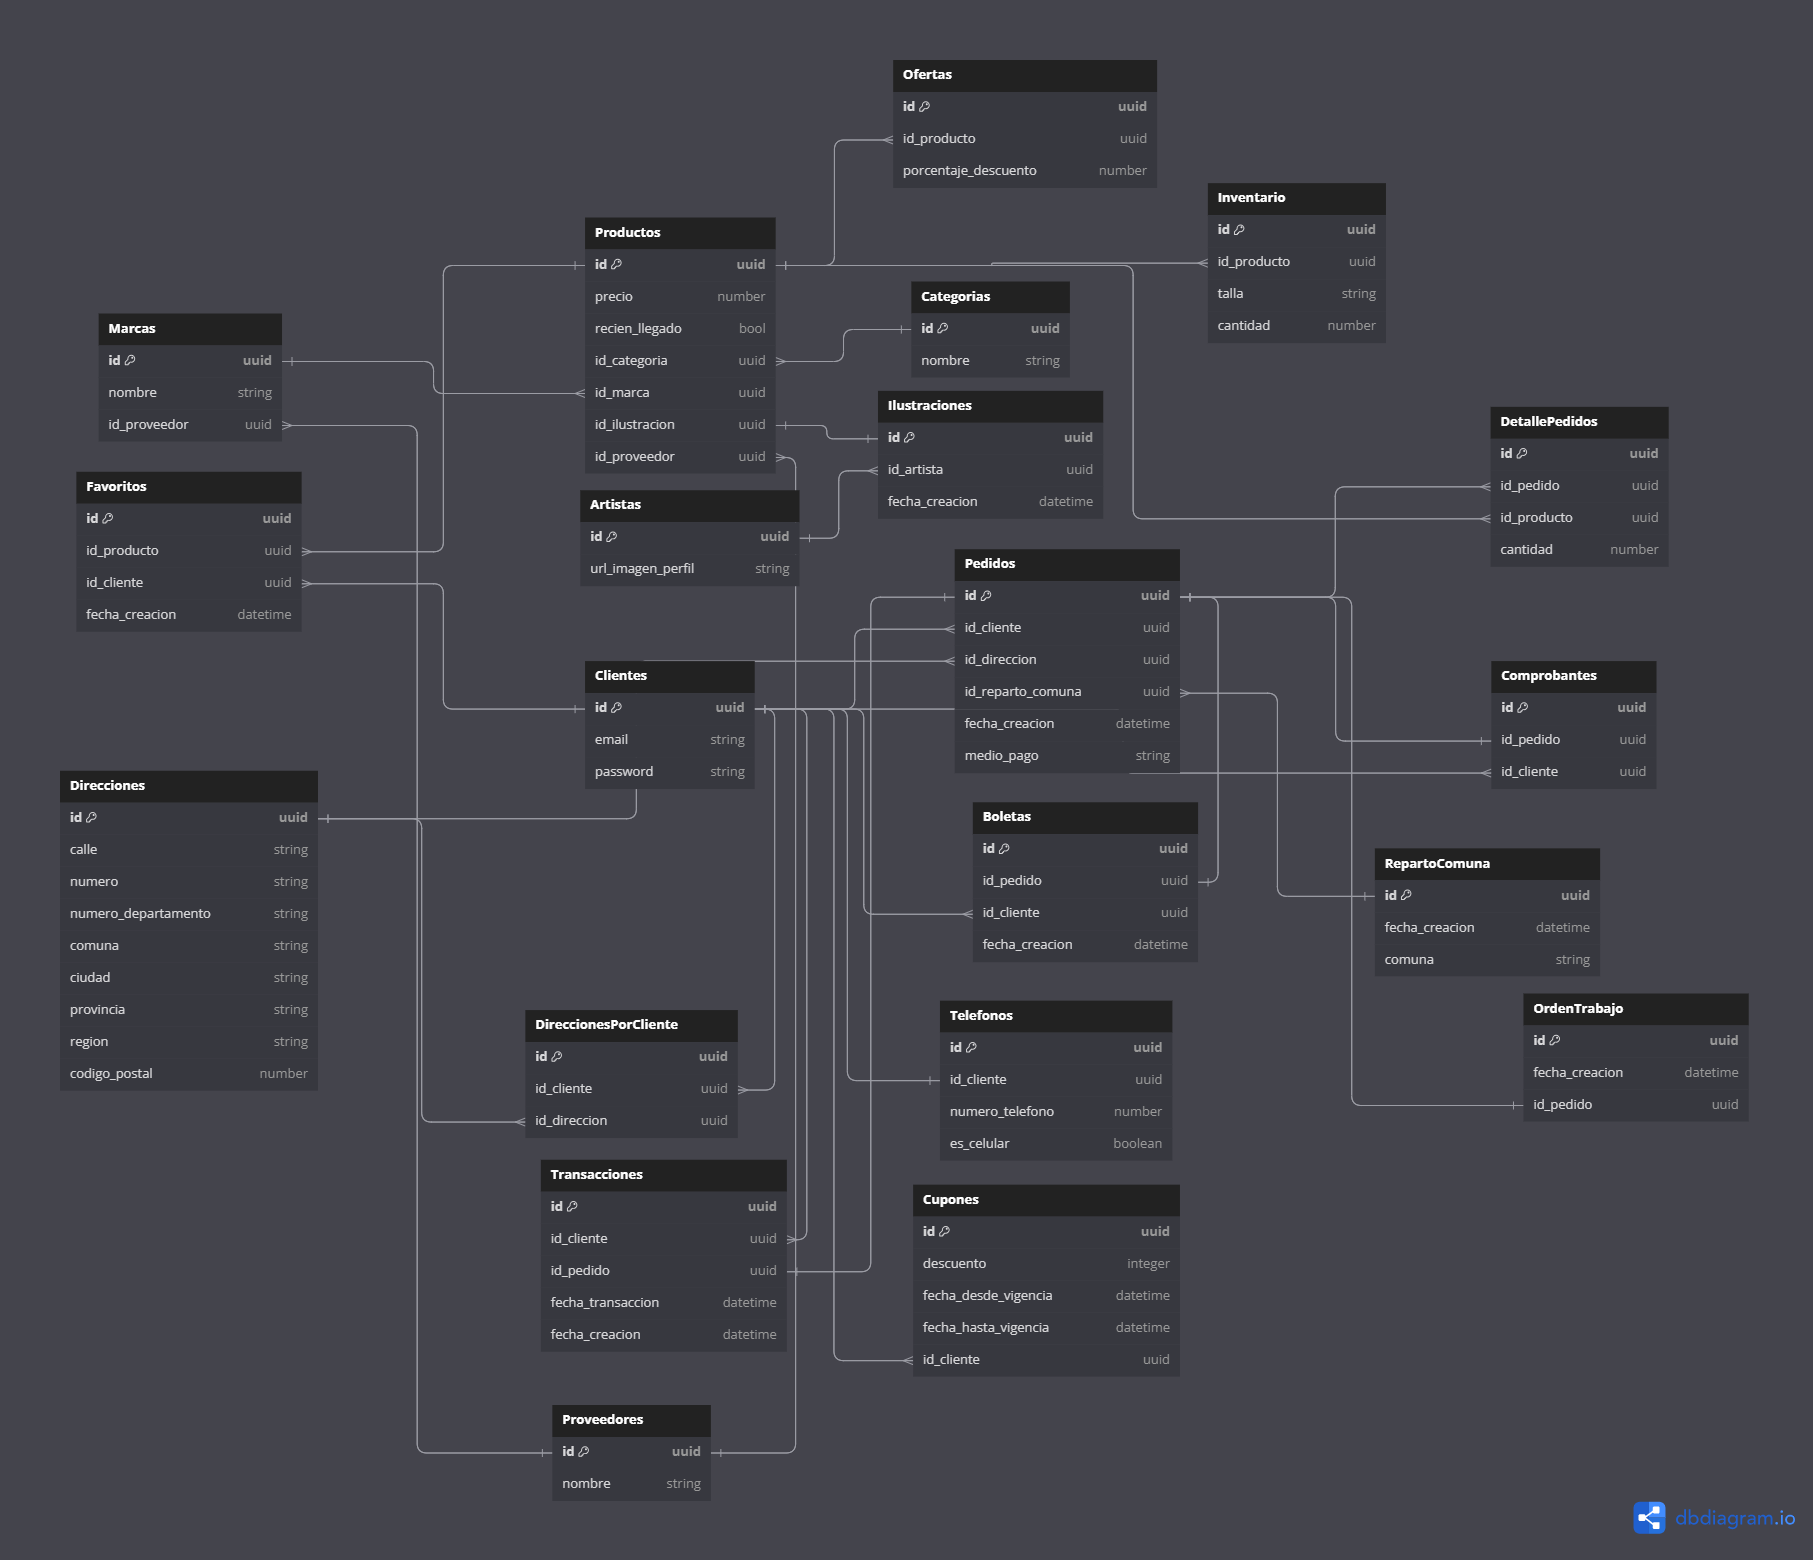 Ofertas
id uuid
id_producto uuid
porcentaje_descuento number
Inventario
id uuid
id_producto uuid
talla string
cantidad number
Productos
id uuid
precio number
recien_llegado bool
id_categoria uuid
id_marca uuid
id_ilustracion uuid
id_proveedor uuid
Categorias
id uuid
nombre string
Marcas
id uuid
nombre string
id_proveedor uuid
Ilustraciones
id uuid
id_artista uuid
fecha_creacion datetime
DetallePedidos
id uuid
id_pedido uuid
id_producto uuid
cantidad number
Favoritos
id uuid
id_producto uuid
id_cliente uuid
fecha_creacion datetime
Artistas
id uuid
url_imagen_perfil string
Pedidos
id uuid
id_cliente uuid
id_direccion uuid
id_reparto_comuna uuid
fecha_creacion datetime
medio_pago string
Clientes
id uuid
email string
password string
Comprobantes
id uuid
id_pedido uuid
id_cliente uuid
Direcciones
id uuid
calle string
numero string
numero_departamento string
comuna string
ciudad string
provincia string
region string
codigo_postal number
Boletas
id uuid
id_pedido uuid
id_cliente uuid
fecha_creacion datetime
RepartoComuna
id uuid
fecha_creacion datetime
comuna string
OrdenTrabajo
id uuid
fecha_creacion datetime
id_pedido uuid
DireccionesPorCliente
id uuid
id_cliente uuid
id_direccion uuid
Telefonos
id uuid
id_cliente uuid
numero_telefono number
es_celular boolean
Transacciones
id uuid
id_cliente uuid
id_pedido uuid
fecha_transaccion datetime
fecha_creacion datetime
Cupones
id uuid
descuento integer
fecha_desde_vigencia datetime
fecha_hasta_vigencia datetime
id_cliente uuid
Proveedores
id uuid
nombre string
dbdiagram.io